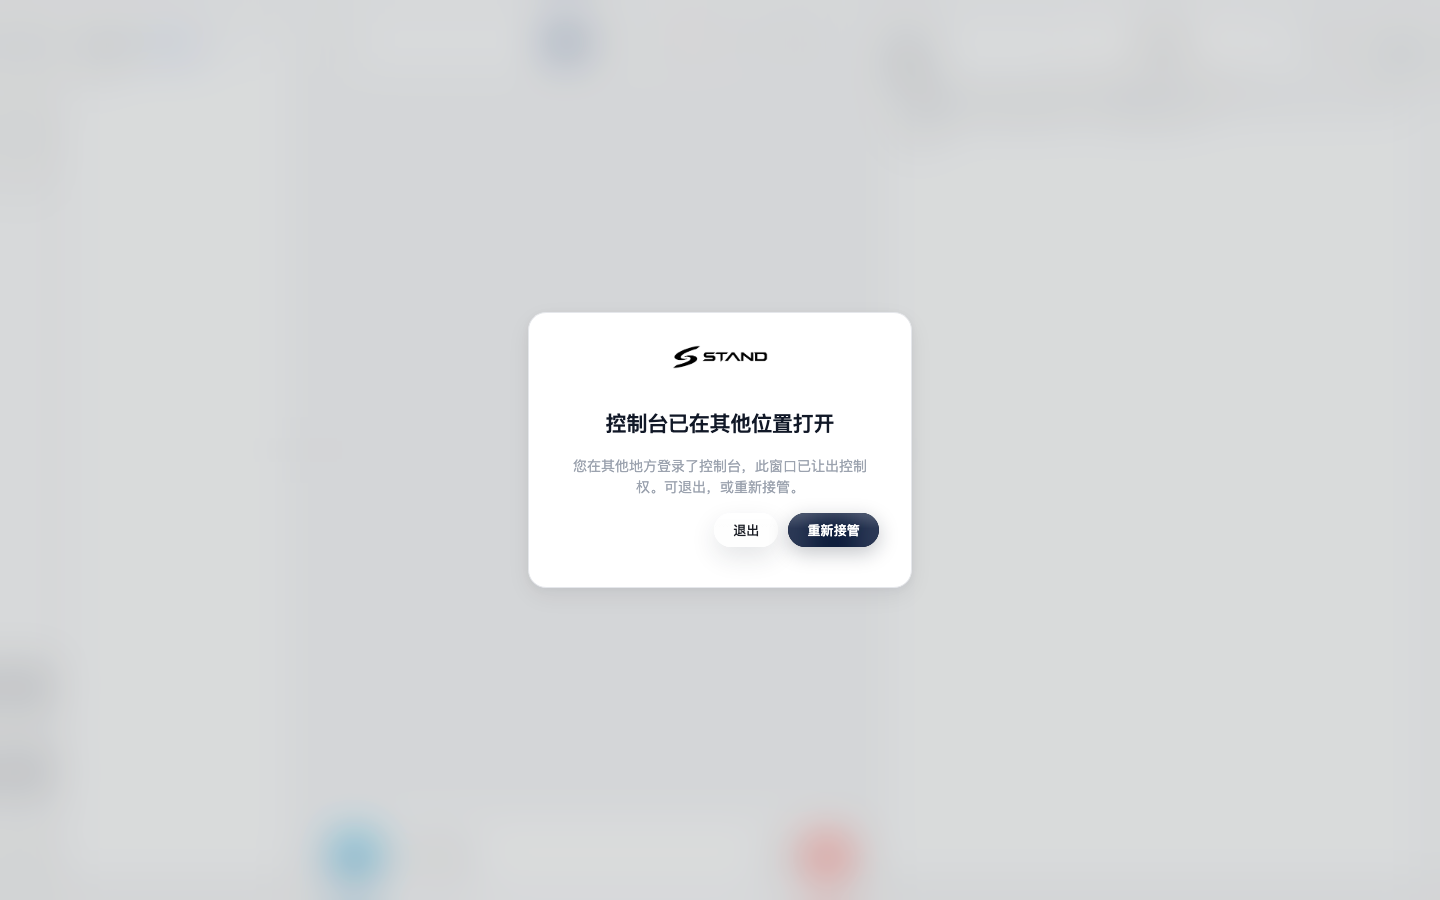 STAND
控制台已在其他位置打开
您在其他地方登录了控制台，此窗口已让出控制
权。可退出，或重新接管。
退出
重新接管